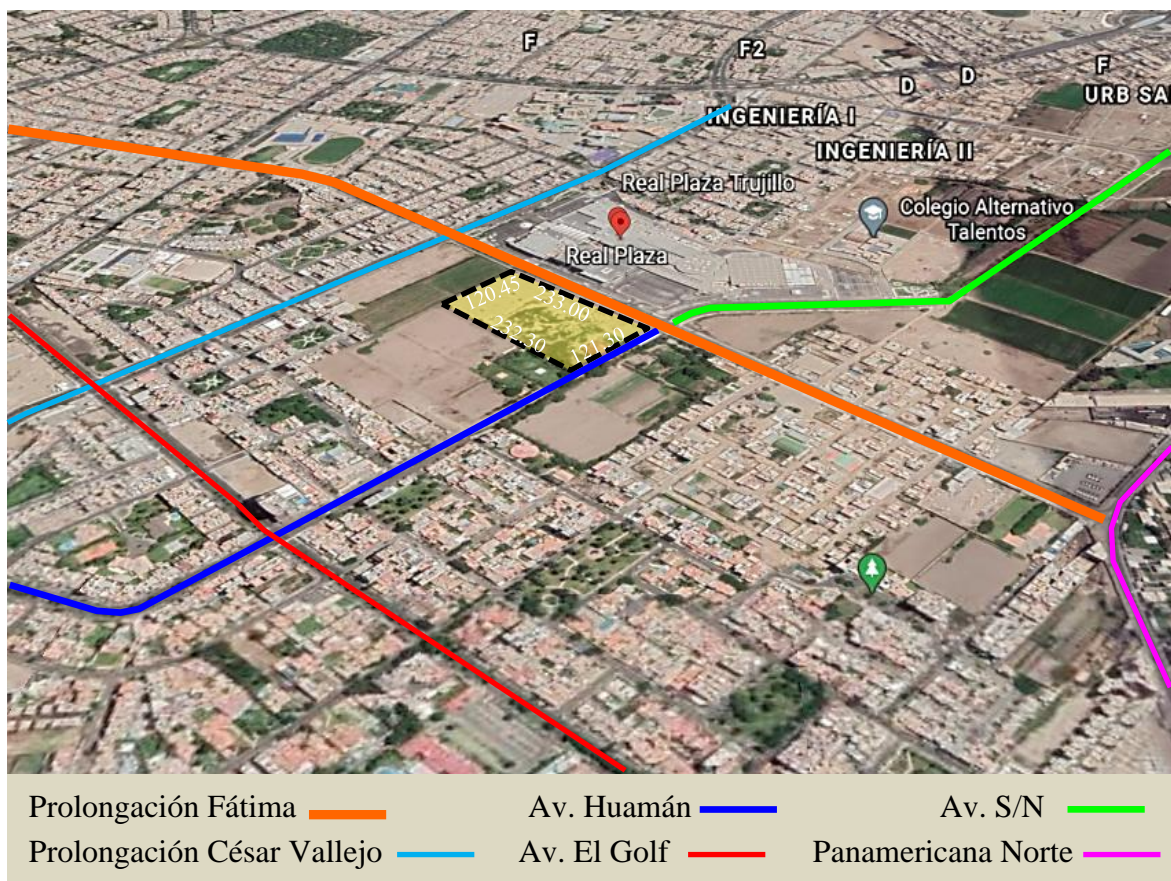 F
F2
F
D
D
URB SA
INGENIERÍA I
INGENIERÍA II
Real Plaza Trujillo
Colegio Alternativo
Talentos
Real Plaza
120.45
233.00
232.30
121.30
Prolongación Fátima
Av. Huamán
Av. S/N
Prolongación César Vallejo
Av. El Golf
Panamericana Norte